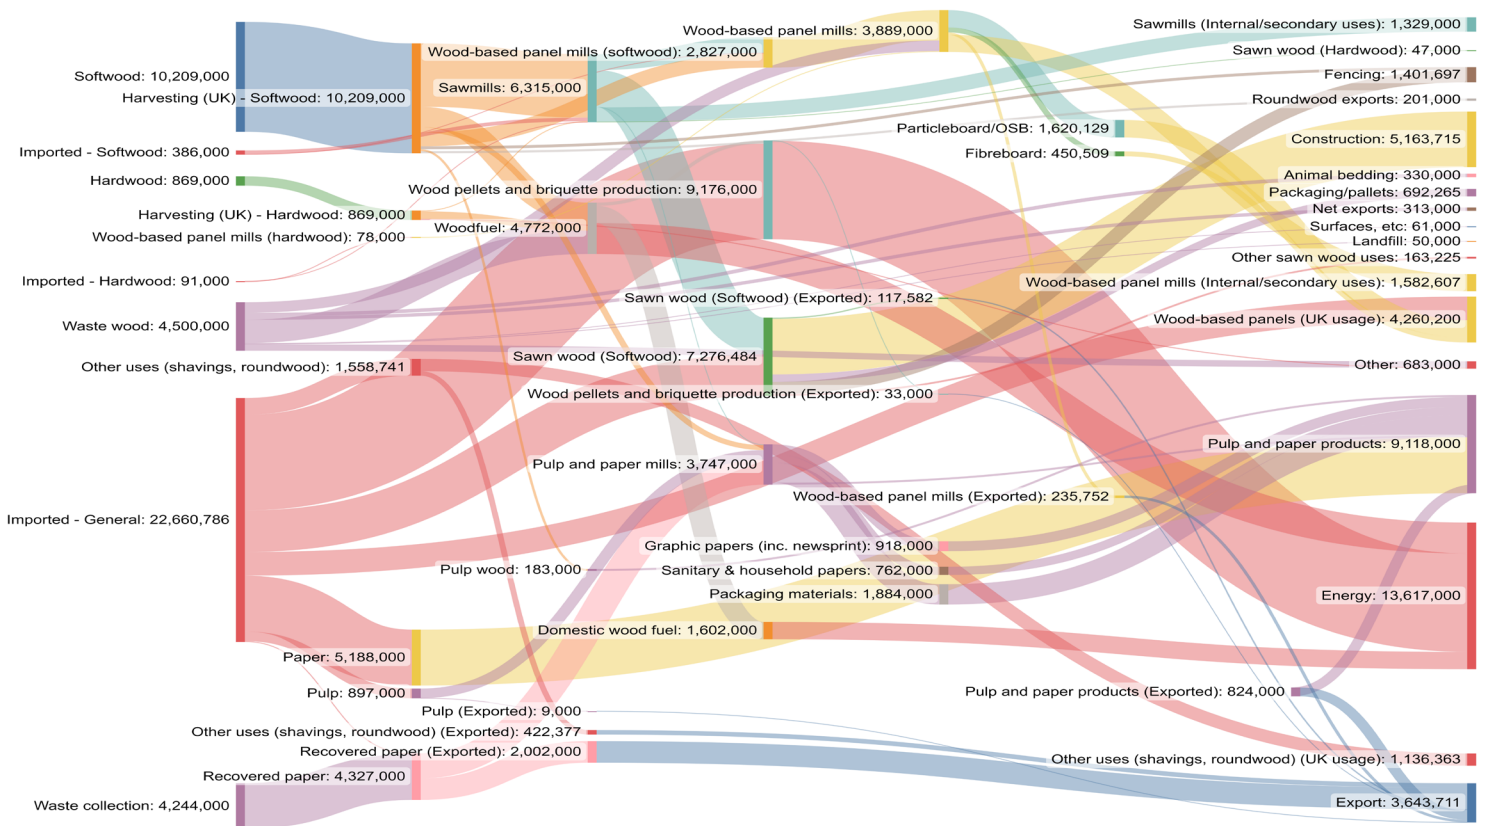 Sawmills (Internal/secondary uses): 1,329,000
Wood-based panel mills: 3,889,000
Sawn wood (Hardwood): 47,000
Wood-based panel mills (softwood): 2,827,000
Softwood: 10,209,000
Fencing: 1,401,697
Sawmills: 6,315,000
Harvesting (UK) - Softwood: 10,209,000
Roundwood exports: 201,000
Particleboard/OSB: 1,620,129
Construction: 5,163,715
Imported - Softwood: 386,000
Fibreboard: 450,509
Animal bedding: 330,000
Hardwood: 869,000
Wood pellets and briquette production: 9,176,000
Packaging/pallets: 692,265
Net exports: 313,000
Harvesting (UK) - Hardwood: 869,000
Surfaces, etc: 61,000
Woodfuel: 4,772,000
Wood-based panel mills (hardwood): 78,000
Landfill: 50,000
Other sawn wood uses: 163,225
Imported - Hardwood: 91,000
Wood-based panel mills (Internal/secondary uses): 1,582,607
Sawn wood (Softwood) (Exported): 117,582
Wood-based panels (UK usage): 4,260,200
Waste wood: 4,500,000
Sawn wood (Softwood): 7,276,484
Other: 683,000
Other uses (shavings, roundwood): 1,558,741
Wood pellets and briquette production (Exported): 33,000
Pulp and paper products: 9,118,000
Pulp and paper mills: 3,747,000
Wood-based panel mills (Exported): 235,752
Imported - General: 22,660,786
Graphic papers (inc. newsprint): 918,000
Pulp wood: 183,000
Sanitary & household papers: 762,000
Packaging materials: 1,884,000
Energy: 13,617,000
Domestic wood fuel: 1,602,000
Paper: 5,188,000
Pulp: 897,000
Pulp and paper products (Exported): 824,000
Pulp (Exported): 9,000
Other uses (shavings, roundwood) (Exported): 422,377
Recovered paper (Exported): 2,002,000
Other uses (shavings, roundwood) (UK usage): 1,136,363
Recovered paper: 4,327,000
Export: 3,643,711
Waste collection: 4,244,000